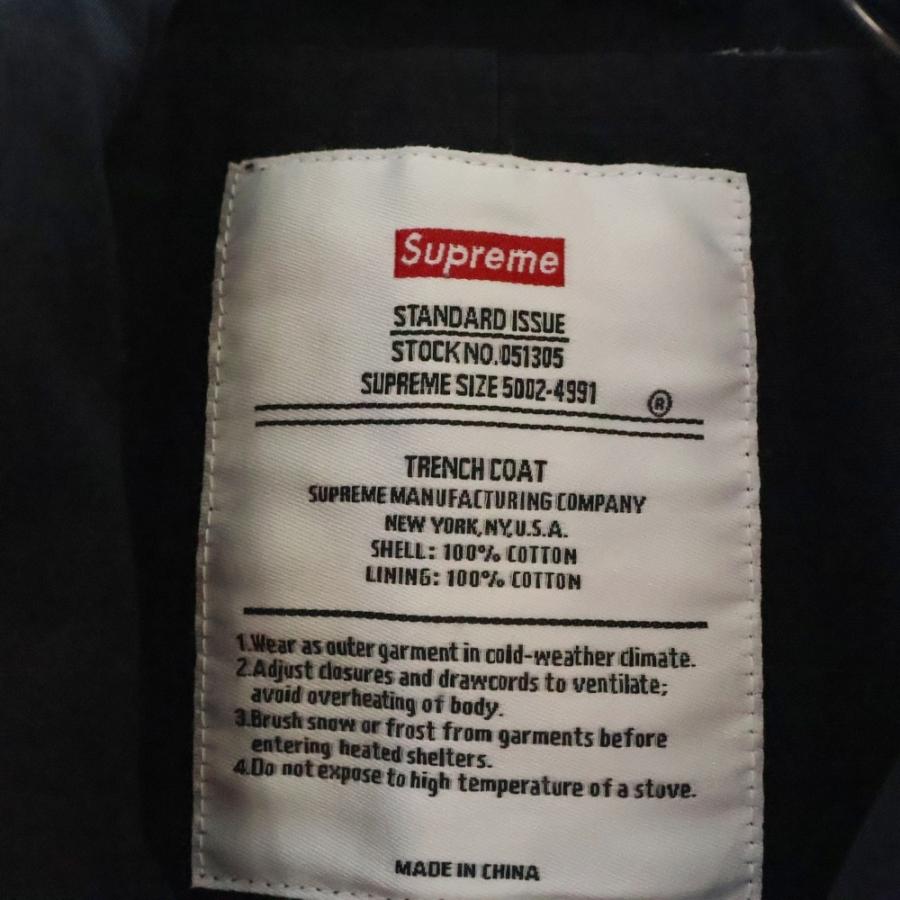 Supreme
STANDARD ISSUE
STOCK NO.051305
SUPREME SIZE 5002-4991
®
TRENCH COAT
SUPREME MANUFACTURING COMPANY
NEW YORK,NY,U.S.A.
SHELL: 100% COTTON
LINING: 100% COTTON
1.Wear as outer garment in cold-weather climate.
2.Adjust closures and drawcords to ventilate;
avoid overheating of body.
3.Brush snow or frost from garments before
entering heated shelters.
4.Do not expose to high temperature of a stove.
MADE IN CHINA